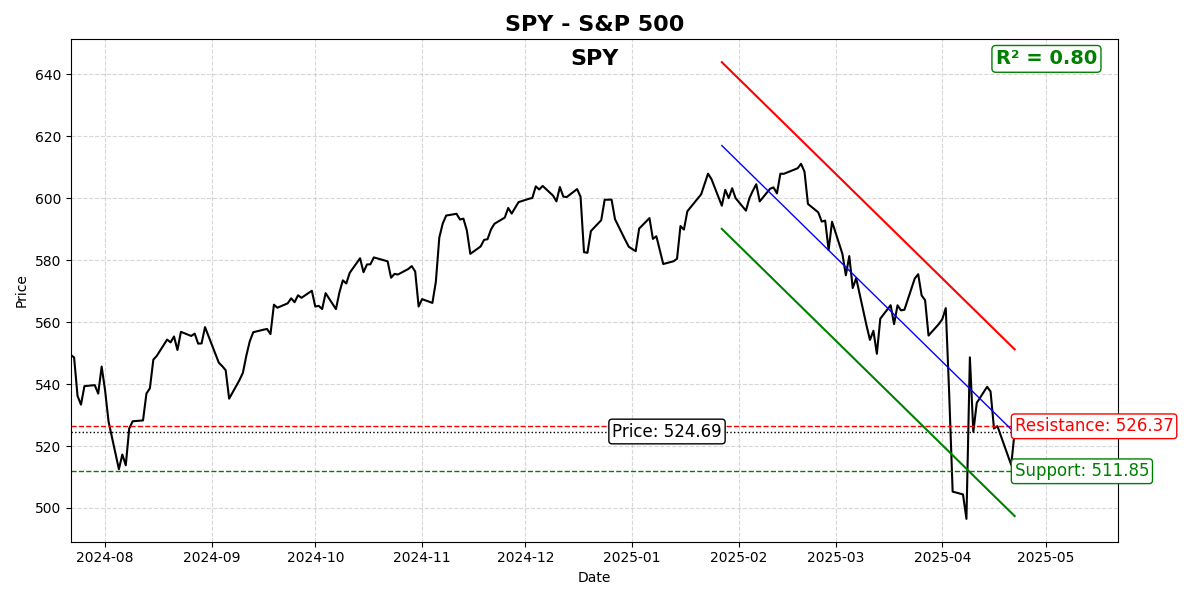 SPY - S&P 500
SPY
R² = 0.80
640
620
600
580
560
540
520
500
Price
Price: 524.69
Resistance: 526.37
Support: 511.85
2024-08
2024-09
2024-10
2024-11
2024-12
2025-01
2025-02
2025-03
2025-04
2025-05
Date